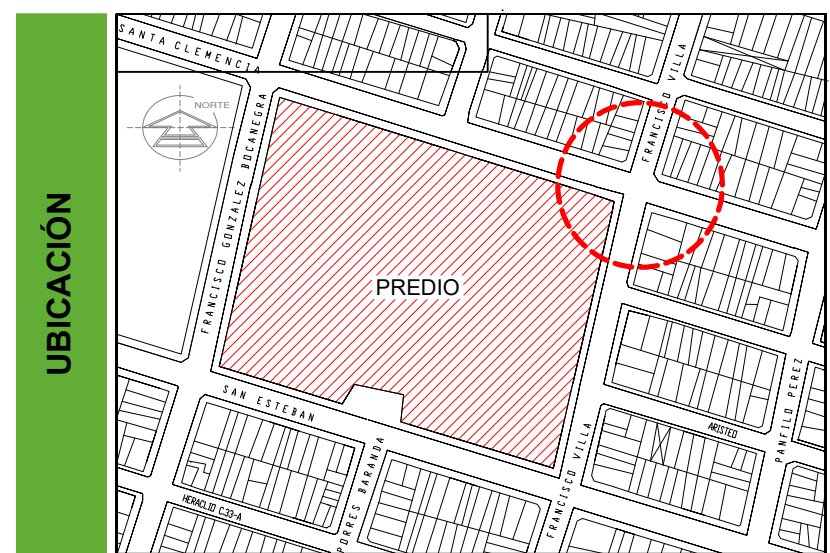 UBICACIÓN
SANTA CLEMENCIA
FRANCISCO VILLA
NORTE
FRANCISCO GONZALEZ BOCANEGRA
PREDIO
PANFILO PEREZ
SAN ESTEBAN
ARISTEO
FRANCISCO VILLA
PORRES BARANDA
HERACLIO C.33-A